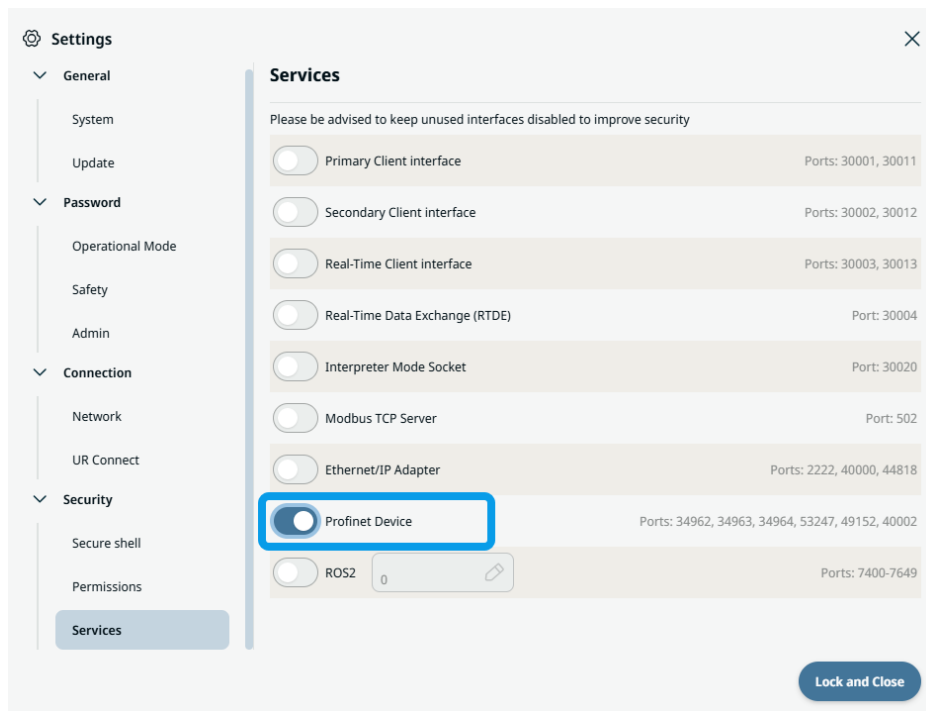 Settings
General
System
Update
Password
Operational Mode
Safety
Admin
Connection
Network
UR Connect
Security
Secure shell
Permissions
Services
Services
Please be advised to keep unused interfaces disabled to improve security
Primary Client interface Ports: 30001, 30011
Secondary Client interface Ports: 30002, 30012
Real-Time Client interface Ports: 30003, 30013
Real-Time Data Exchange (RTDE) Port: 30004
Interpreter Mode Socket Port: 30020
Modbus TCP Server Port: 502
Ethernet/IP Adapter Ports: 2222, 40000, 44818
Profinet Device Ports: 34962, 34963, 34964, 53247, 49152, 40002
ROS2 0 Ports: 7400-7649
Lock and Close